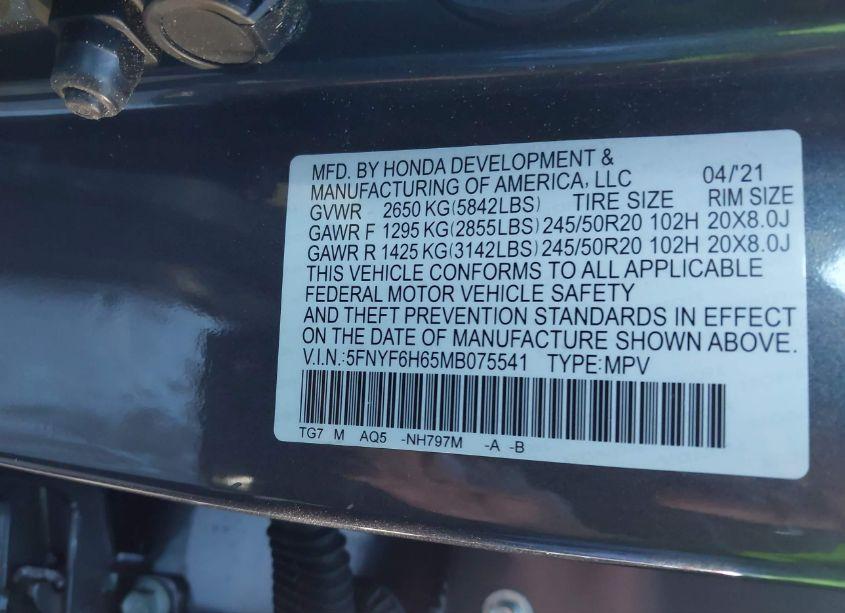 MFD. BY HONDA DEVELOPMENT &
MANUFACTURING OF AMERICA, LLC 04/'21
GVWR 2650 KG(5842LBS) TIRE SIZE RIM SIZE
GAWR F 1295 KG(2855LBS) 245/50R20 102H 20X8.0J
GAWR R 1425 KG(3142LBS) 245/50R20 102H 20X8.0J
THIS VEHICLE CONFORMS TO ALL APPLICABLE
FEDERAL MOTOR VEHICLE SAFETY
AND THEFT PREVENTION STANDARDS IN EFFECT
ON THE DATE OF MANUFACTURE SHOWN ABOVE.
V.I.N.:5FNYF6H65MB075541 TYPE:MPV
TG7 M AQ5 -NH797M -A -B